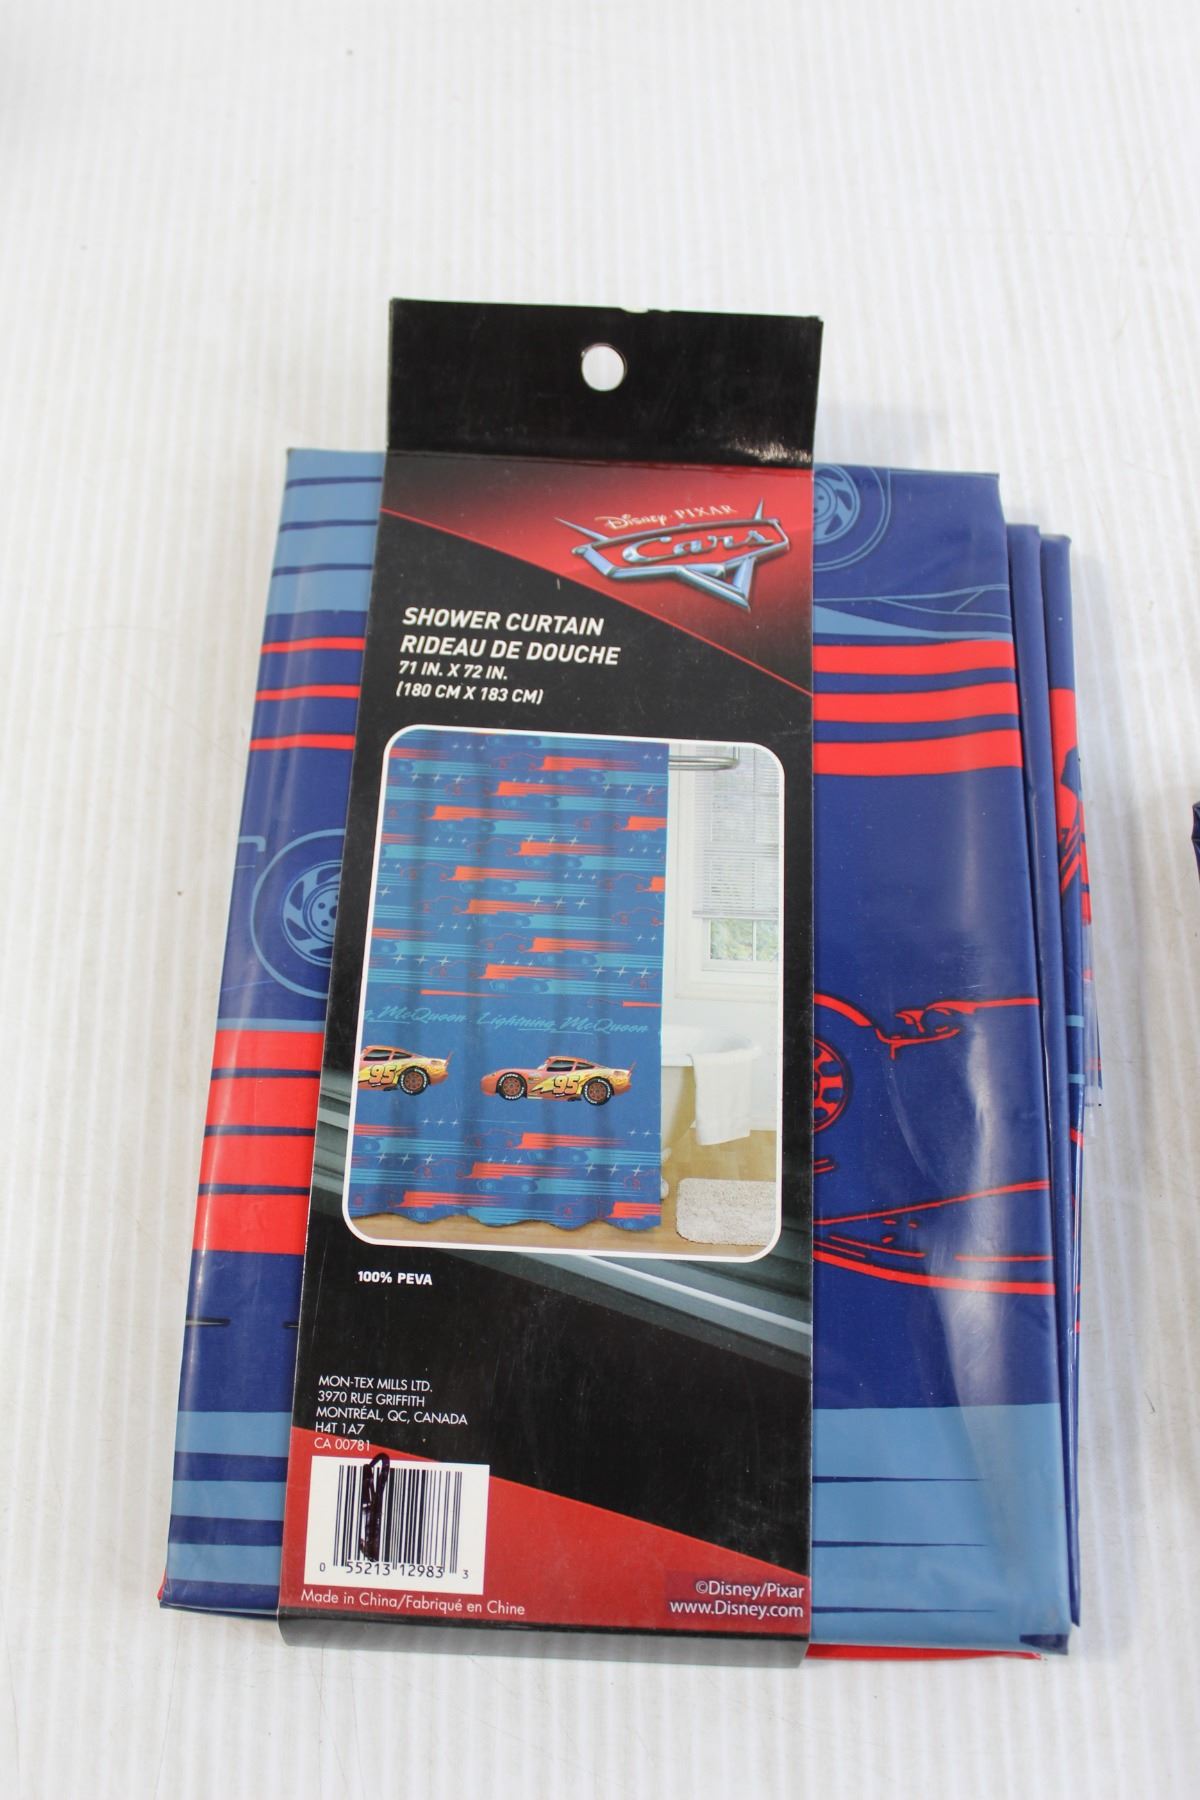 Disney · PIXAR
Cars
SHOWER CURTAIN
RIDEAU DE DOUCHE
71 IN. X 72 IN.
(180 CM X 183 CM)
McQueen Lightning McQueen
95 95
100% PEVA
MON-TEX MILLS LTD.
3970 RUE GRIFFITH
MONTRÉAL, QC, CANADA
H4T 1A7
CA 00781
0 55213 12983 3
Made in China/Fabriqué en Chine
©Disney/Pixar
www.Disney.com